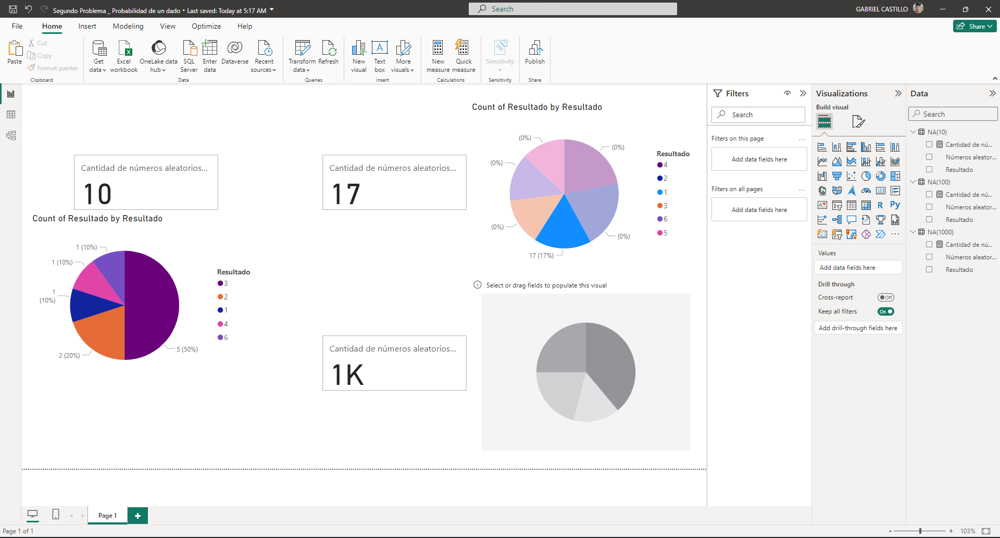 Segundo Problema _ Probabilidad de un dado • Last saved: Today at 5:17 AM
Search
GABRIEL CASTILLO
File
Home
Insert
Modeling
View
Optimize
Help
Share
Paste
Cut
Copy
Format painter
Clipboard
Get data
Excel workbook
OneLake data hub
SQL Server
Enter data
Dataverse
Recent sources
Data
Transform data
Refresh
Queries
New visual
Text box
More visuals
Insert
New measure
Quick measure
Calculations
Sensitivity
Sensitivity
Publish
Share
Cantidad de números aleatorios...
10
Cantidad de números aleatorios...
17
Count of Resultado by Resultado
(0%)
(0%)
(0%)
(0%)
(0%)
17 (17%)
Resultado
4
2
1
3
6
5
Count of Resultado by Resultado
1 (10%)
1 (10%)
1 (10%)
2 (20%)
5 (50%)
Resultado
3
2
1
4
6
Cantidad de números aleatorios...
1K
Select or drag fields to populate this visual
Filters
Search
Filters on this page
...
Add data fields here
Filters on all pages
...
Add data fields here
Visualizations
Build visual
123
R
Py
123
...
Values
Add data fields here
Drill through
Cross-report
Off
Keep all filters
On
Add drill-through fields here
Data
Search
NA(10)
Cantidad de nú...
Números aleator...
Resultado
NA(100)
Cantidad de nú...
Números aleator...
Resultado
NA(1000)
Cantidad de nú...
Números aleator...
Resultado
Page 1
+
Page 1 of 1
- + 103%